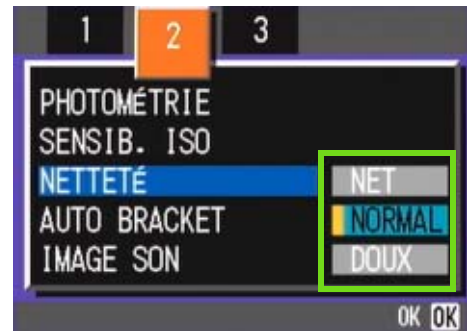 1 2 3
PHOTOMÉTRIE
SENSIB. ISO
NETTETÉ NET
AUTO BRACKET NORMAL
IMAGE SON DOUX
OK OK